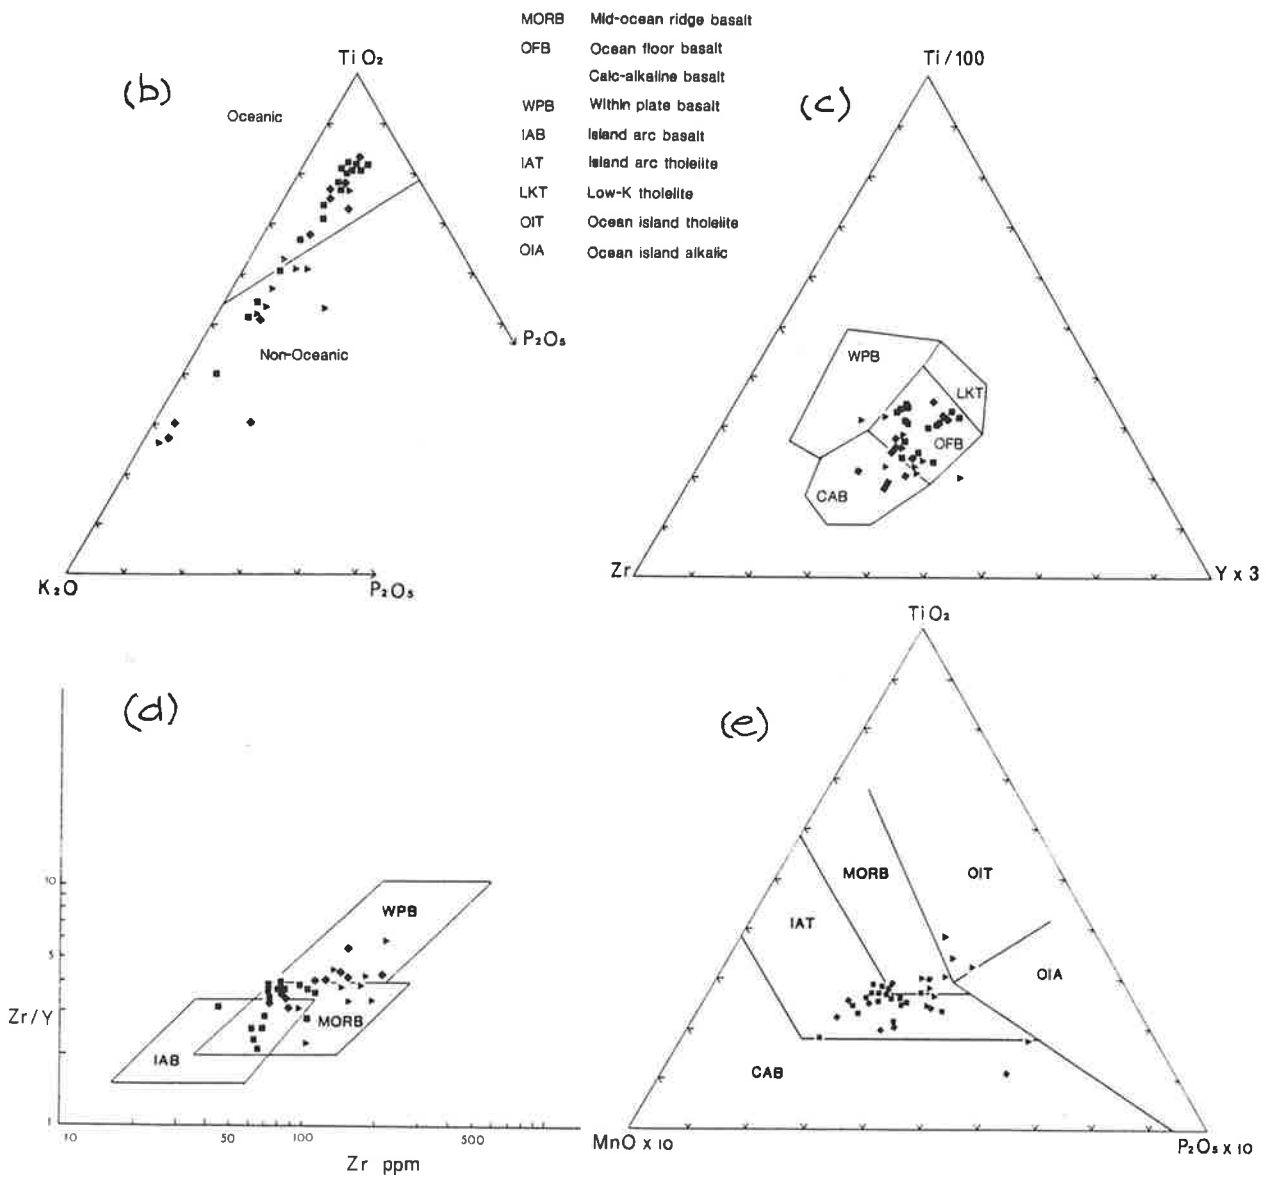 MORB Mid-ocean ridge basalt
OFB Ocean floor basalt
Calc-alkaline basalt
WPB Within plate basalt
IAB Island arc basalt
IAT Island arc tholeiite
LKT Low-K tholeiite
OIT Ocean island tholeiite
OIA Ocean island alkalic
(b)
TiO₂
Oceanic
Non-Oceanic
P₂O₅
K₂O
P₂O₅
(c)
Ti/100
WPB
LKT
OFB
CAB
Zr
Y x 3
(d)
10
5
1
Zr/Y
WPB
MORB
IAB
10 50 100 500
Zr ppm
(e)
TiO₂
MORB
OIT
IAT
OIA
CAB
MnO x 10
P₂O₅ x 10